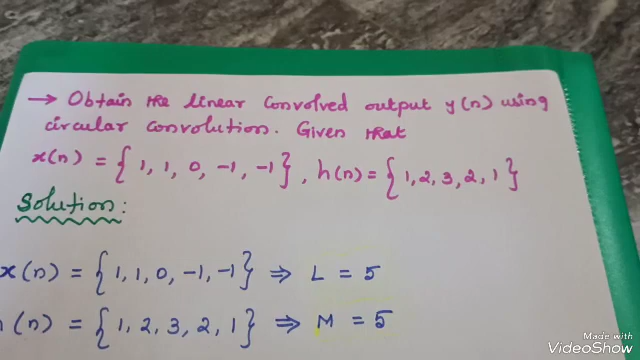 → Obtain the linear convolved output y(n) using
circular convolution. Given that
x(n) = { 1, 1, 0, -1, -1 }, h(n) = { 1, 2, 3, 2, 1 }
Solution:
x(n) = { 1, 1, 0, -1, -1 } ⇒ L = 5
h(n) = { 1, 2, 3, 2, 1 } ⇒ M = 5
Made with
VideoShow